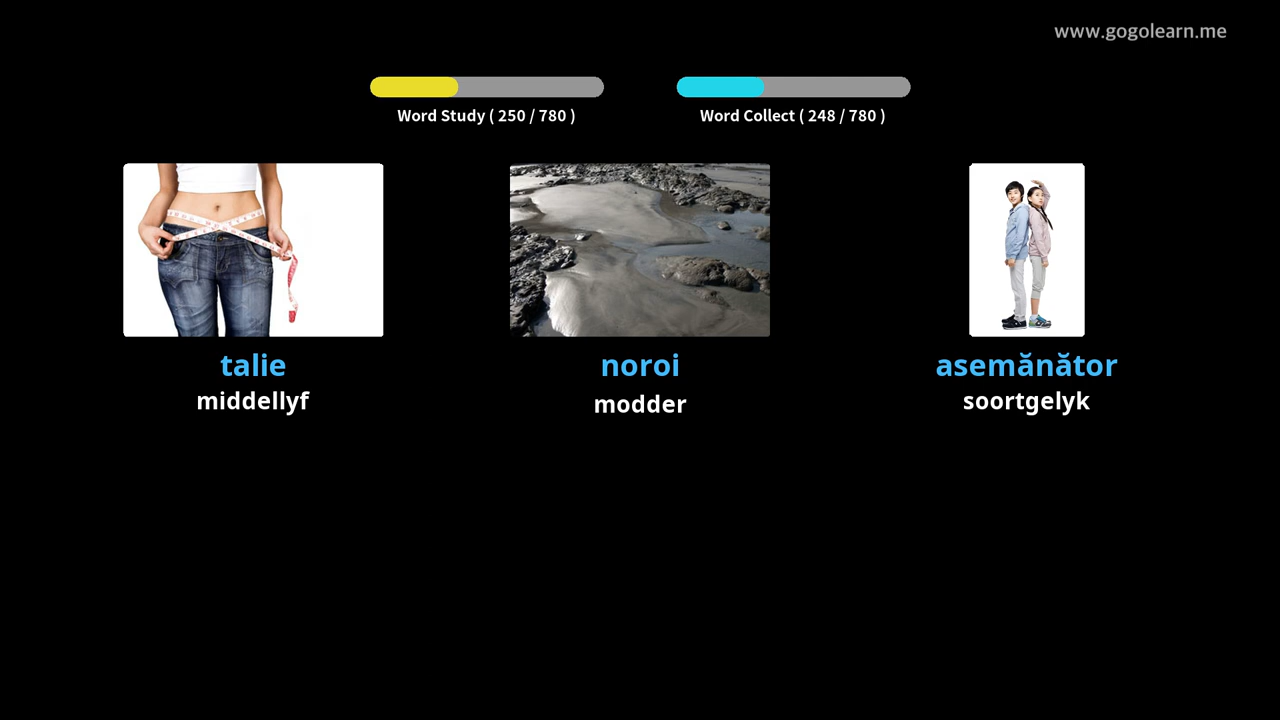 www.gogolearn.me
Word Study ( 250 / 780 )
Word Collect ( 248 / 780 )
talie
middellyf
noroi
modder
asemănător
soortgelyk